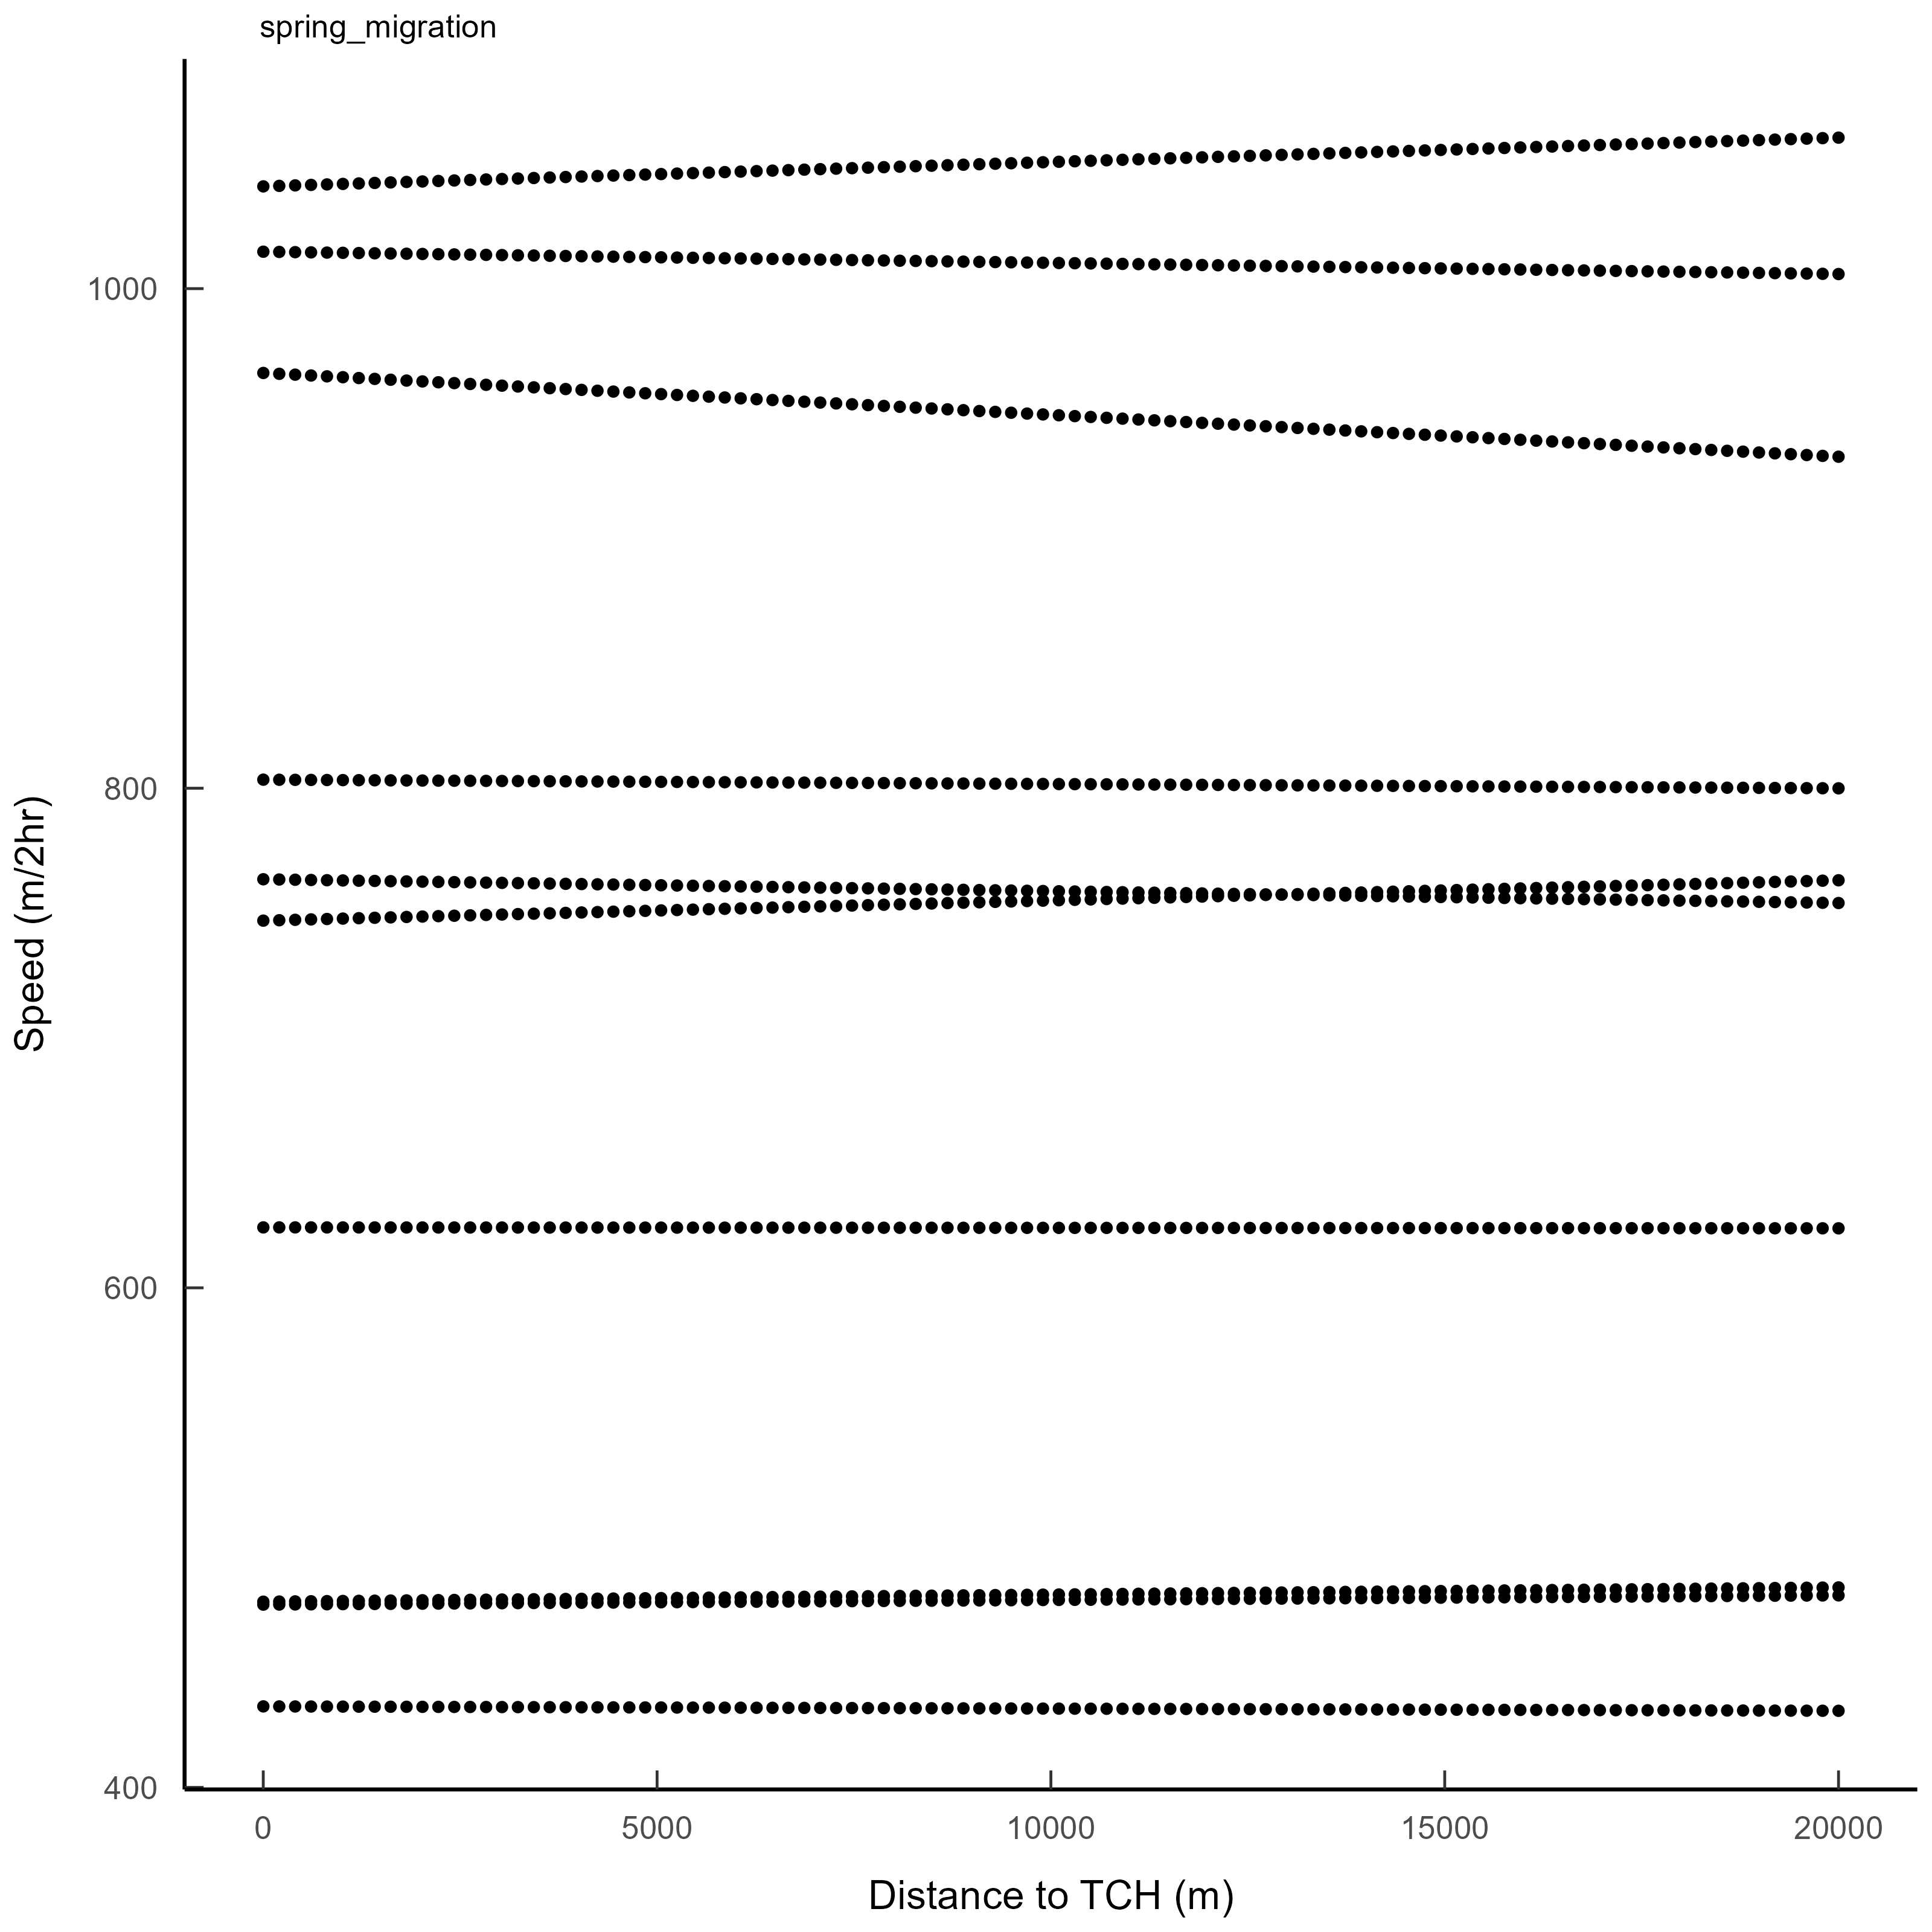 spring_migration
1000
800
600
400
Speed (m/2hr)
0 5000 10000 15000 20000
Distance to TCH (m)